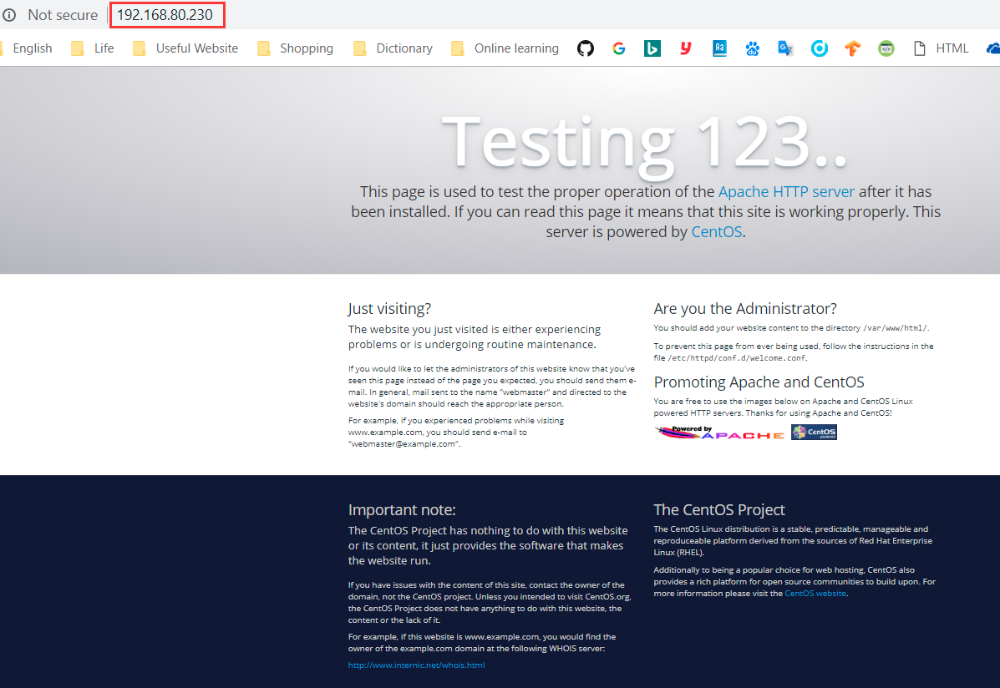 Not secure 192.168.80.230
English Life Useful Website Shopping Dictionary Online learning HTML
Testing 123..
This page is used to test the proper operation of the Apache HTTP server after it has
been installed. If you can read this page it means that this site is working properly. This
server is powered by CentOS.
Just visiting?
The website you just visited is either experiencing
problems or is undergoing routine maintenance.
If you would like to let the administrators of this website know that you've
seen this page instead of the page you expected, you should send them e-
mail. In general, mail sent to the name "webmaster" and directed to the
website's domain should reach the appropriate person.
For example, if you experienced problems while visiting
www.example.com, you should send e-mail to
"webmaster@example.com".
Are you the Administrator?
You should add your website content to the directory /var/www/html/.
To prevent this page from ever being used, follow the instructions in the
file /etc/httpd/conf.d/welcome.conf.
Promoting Apache and CentOS
You are free to use the images below on Apache and CentOS Linux
powered HTTP servers. Thanks for using Apache and CentOS!
Powered by
APACHE
CentOS
powered
Important note:
The CentOS Project has nothing to do with this website
or its content, it just provides the software that makes
the website run.
If you have issues with the content of this site, contact the owner of the
domain, not the CentOS project. Unless you intended to visit CentOS.org,
the CentOS Project does not have anything to do with this website, the
content or the lack of it.
For example, if this website is www.example.com, you would find the
owner of the example.com domain at the following WHOIS server:
http://www.internic.net/whois.html
The CentOS Project
The CentOS Linux distribution is a stable, predictable, manageable and
reproduceable platform derived from the sources of Red Hat Enterprise
Linux (RHEL).
Additionally to being a popular choice for web hosting, CentOS also
provides a rich platform for open source communities to build upon. For
more information please visit the CentOS website.